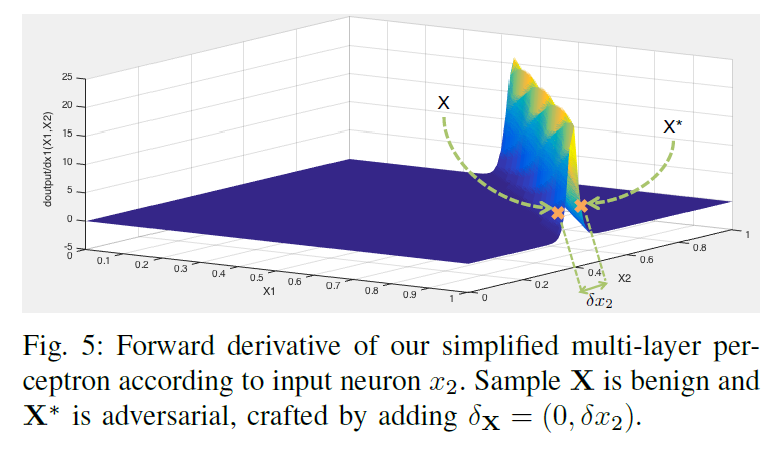 25
20
15
10
5
0
-5
doutput/dx1(X1,X2)
X
X*
0
0.1
0.2
0.3
0.4
0.5
0.6
0.7
0.8
0.9
1
X1
0
0.2
0.4
0.6
0.8
1
X2
δx₂
Fig. 5: Forward derivative of our simplified multi-layer per-
ceptron according to input neuron x₂. Sample X is benign and
X* is adversarial, crafted by adding δ_X = (0, δx₂).